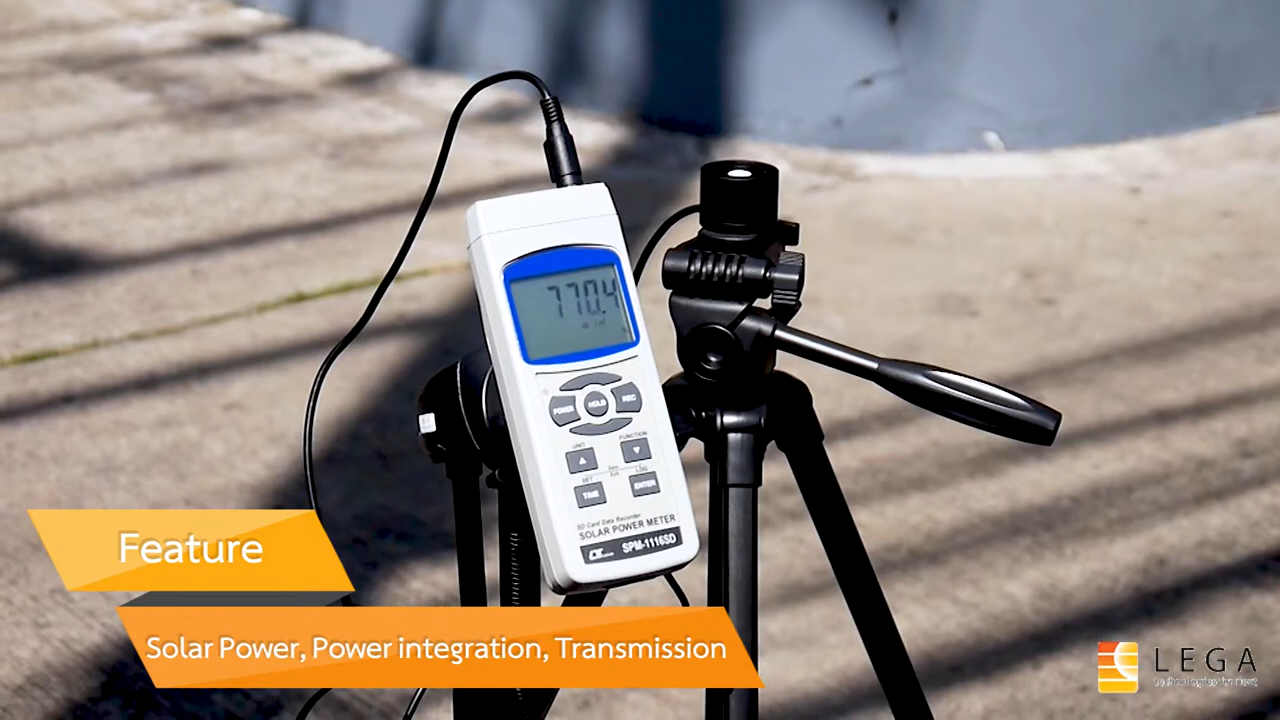 770.4
POWER
HOLD
REC
UNIT
FUNCTION
SET
LOG
TIME
ENTER
SD Card Data Recorder
SOLAR POWER METER
SPM-1116SD
Feature
Solar Power, Power integration, Transmission
LEGA